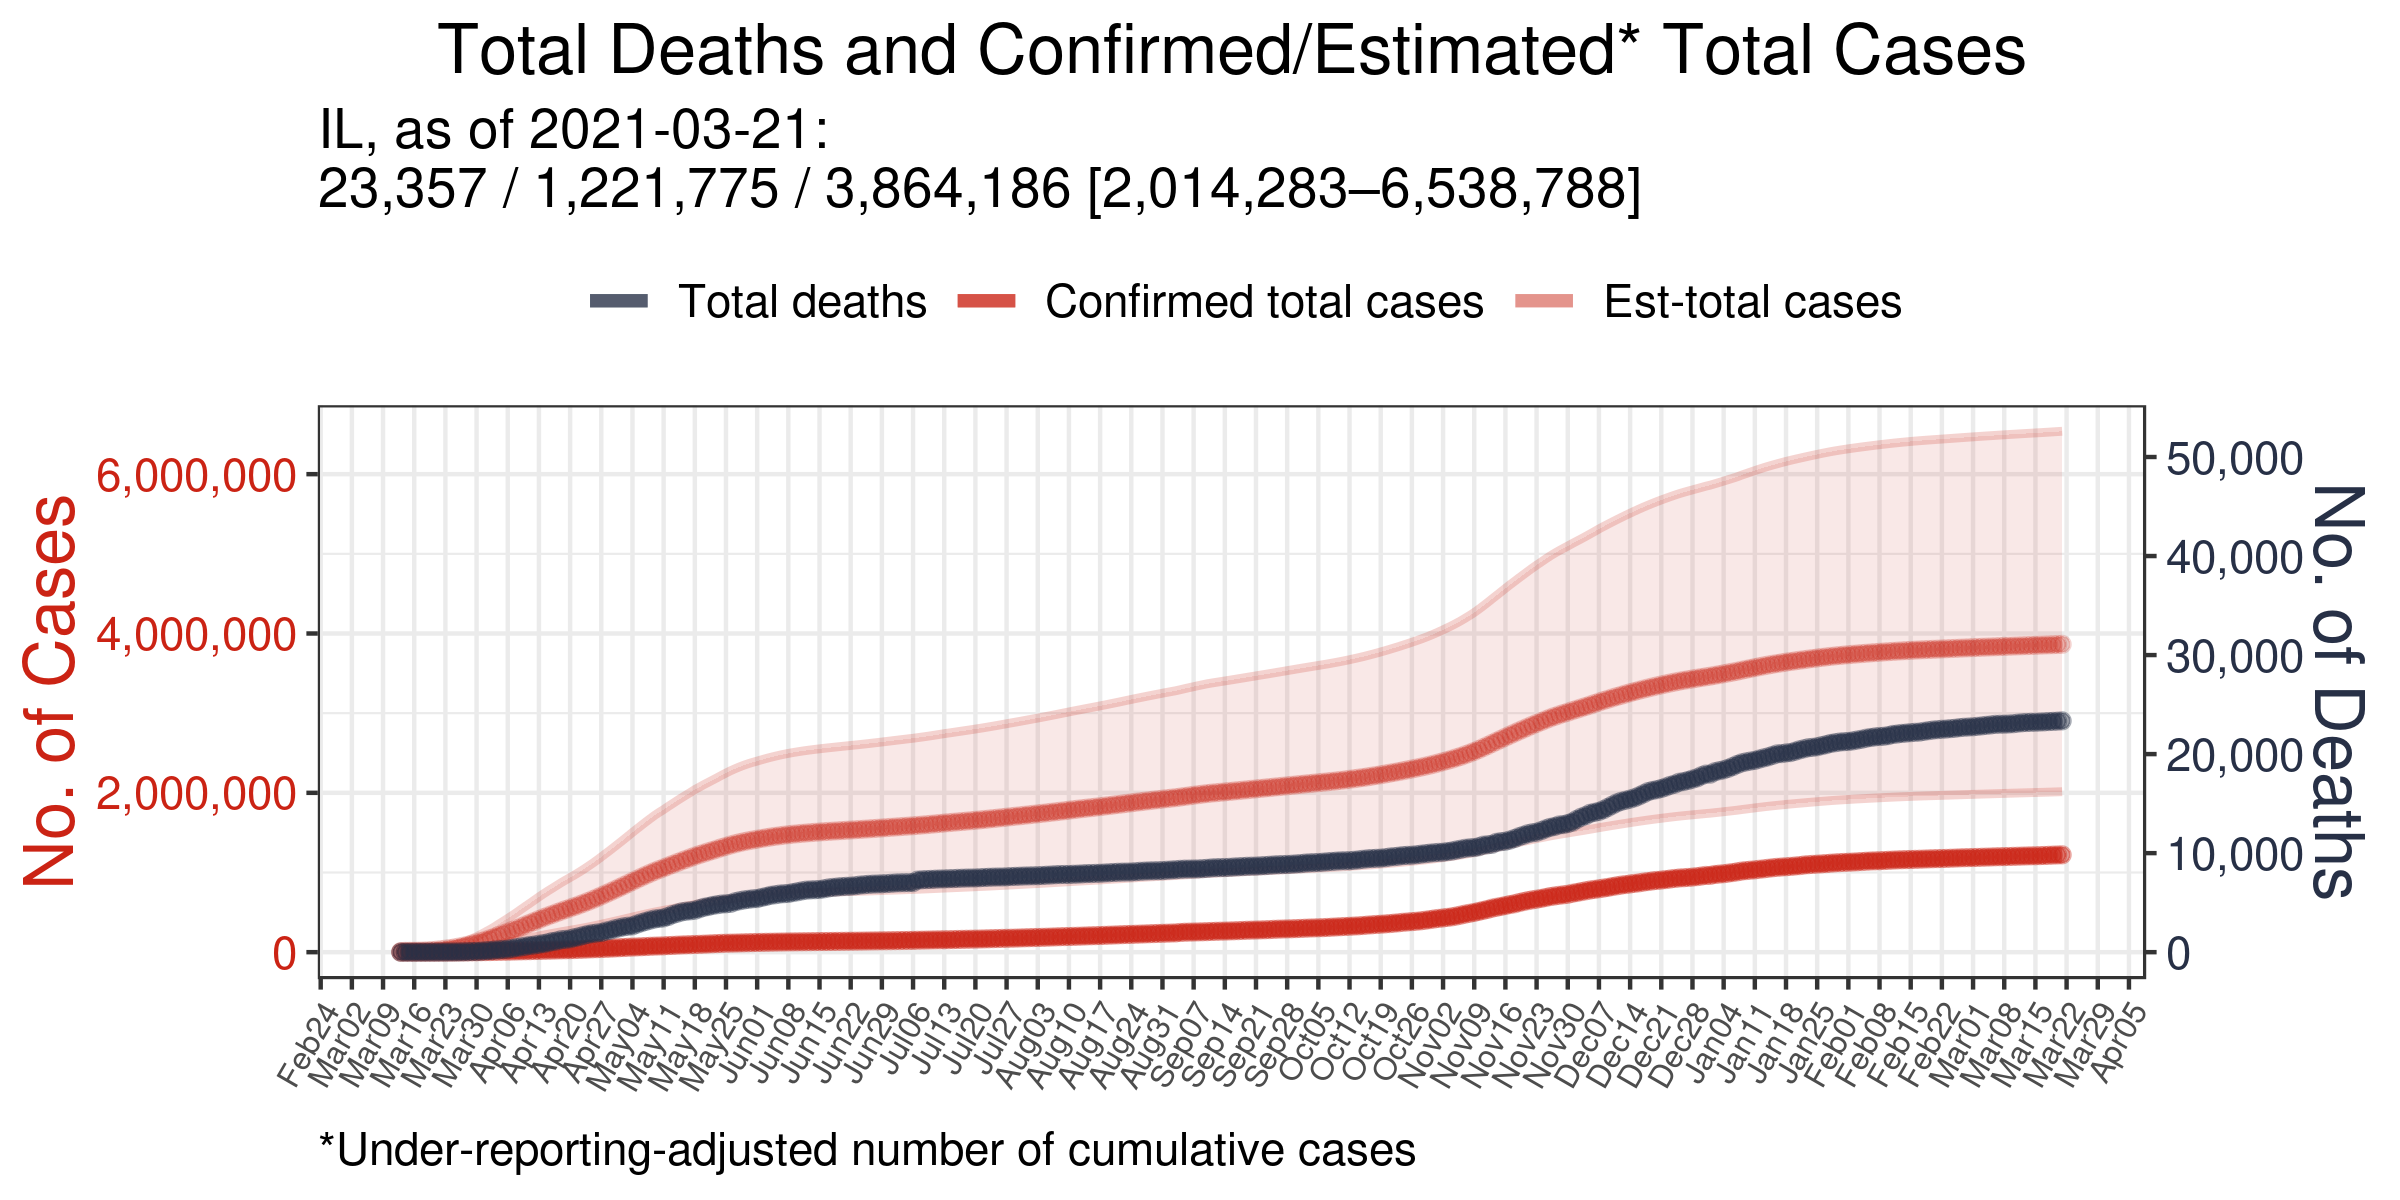 Total Deaths and Confirmed/Estimated* Total Cases
IL, as of 2021-03-21:
23,357 / 1,221,775 / 3,864,186 [2,014,283–6,538,788]
Total deaths
Confirmed total cases
Est-total cases
No. of Cases
6,000,000
4,000,000
2,000,000
0
50,000
40,000
30,000
20,000
10,000
0
No. of Deaths
Feb24
Mar02
Mar09
Mar16
Mar23
Mar30
Apr06
Apr13
Apr20
Apr27
May04
May11
May18
May25
Jun01
Jun08
Jun15
Jun22
Jun29
Jul06
Jul13
Jul20
Jul27
Aug03
Aug10
Aug17
Aug24
Aug31
Sep07
Sep14
Sep21
Sep28
Oct05
Oct12
Oct19
Oct26
Nov02
Nov09
Nov16
Nov23
Nov30
Dec07
Dec14
Dec21
Dec28
Jan04
Jan11
Jan18
Jan25
Feb01
Feb08
Feb15
Feb22
Mar01
Mar08
Mar15
Mar22
Mar29
Apr05
*Under-reporting-adjusted number of cumulative cases